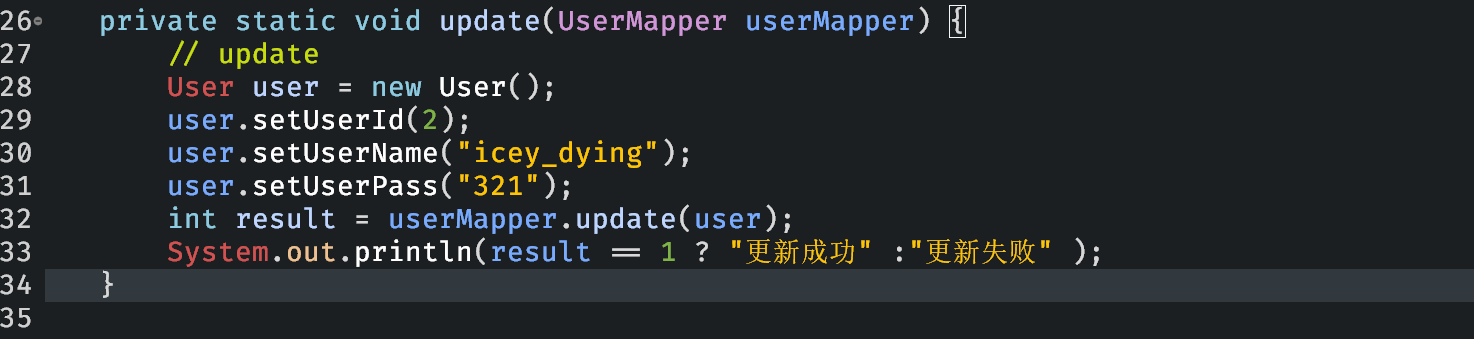 26 private static void update(UserMapper userMapper) {
27 // update
28 User user = new User();
29 user.setUserId(2);
30 user.setUserName("icey_dying");
31 user.setUserPass("321");
32 int result = userMapper.update(user);
33 System.out.println(result == 1 ? "更新成功" :"更新失败" );
34 }
35